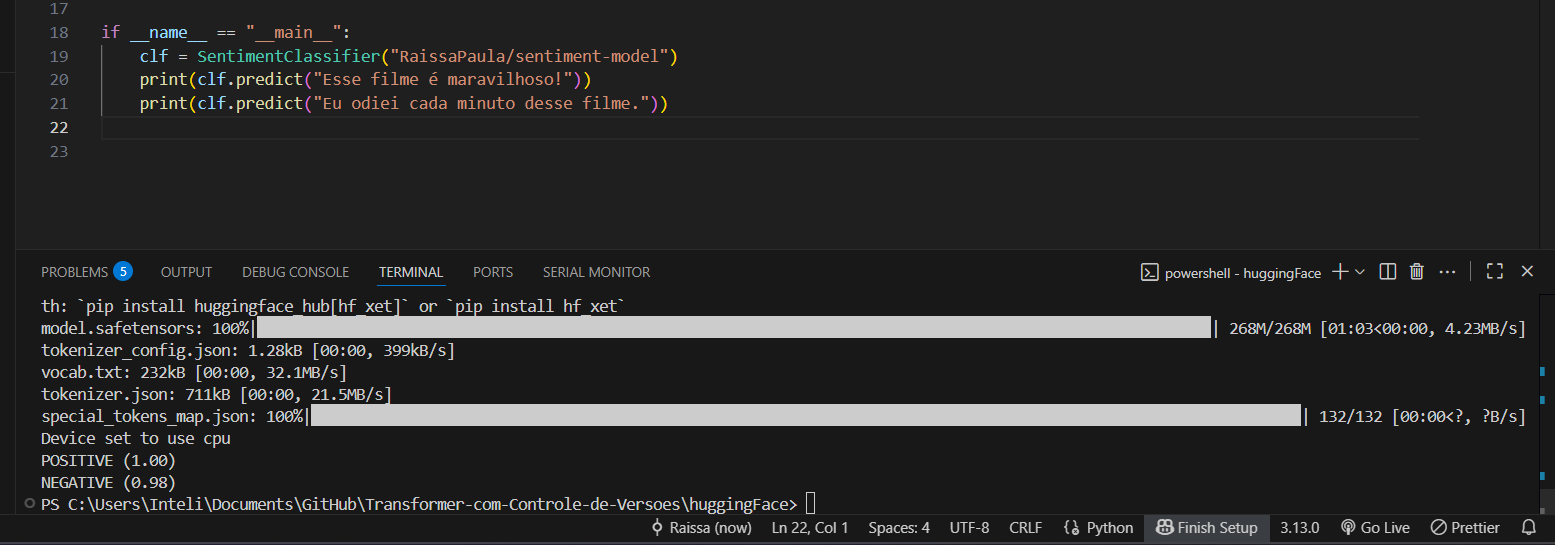 17
18 if __name__ == "__main__":
19 clf = SentimentClassifier("RaissaPaula/sentiment-model")
20 print(clf.predict("Esse filme é maravilhoso!"))
21 print(clf.predict("Eu odiei cada minuto desse filme."))
22
23
PROBLEMS 5 OUTPUT DEBUG CONSOLE TERMINAL PORTS SERIAL MONITOR powershell - huggingFace
th: `pip install huggingface_hub[hf_xet]` or `pip install hf_xet`
model.safetensors: 100%| | 268M/268M [01:03<00:00, 4.23MB/s]
tokenizer_config.json: 1.28kB [00:00, 399kB/s]
vocab.txt: 232kB [00:00, 32.1MB/s]
tokenizer.json: 711kB [00:00, 21.5MB/s]
special_tokens_map.json: 100%| | 132/132 [00:00<?, ?B/s]
Device set to use cpu
POSITIVE (1.00)
NEGATIVE (0.98)
PS C:\Users\Inteli\Documents\GitHub\Transformer-com-Controle-de-Versoes\huggingFace>
Raissa (now) Ln 22, Col 1 Spaces: 4 UTF-8 CRLF Python Finish Setup 3.13.0 Go Live Prettier